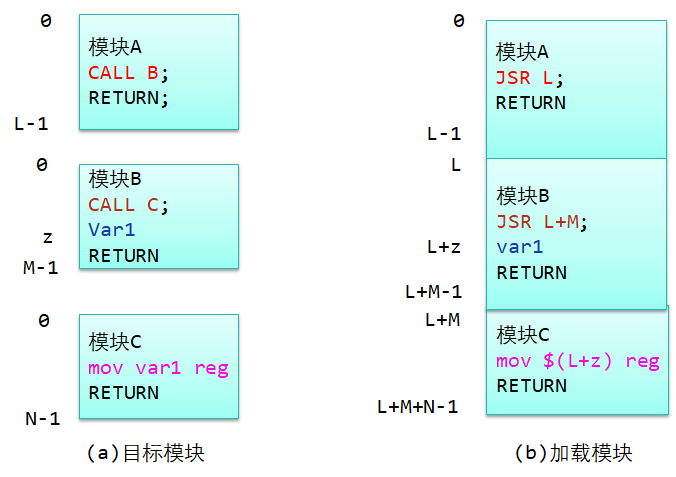 0
模块A
CALL B;
RETURN;
L-1
0
模块B
CALL C;
Var1
z
RETURN
M-1
0
模块C
mov var1 reg
RETURN
N-1
(a)目标模块
0
模块A
JSR L;
RETURN
L-1
L
模块B
JSR L+M;
L+z
var1
RETURN
L+M-1
L+M
模块C
mov $(L+z) reg
RETURN
L+M+N-1
(b)加载模块